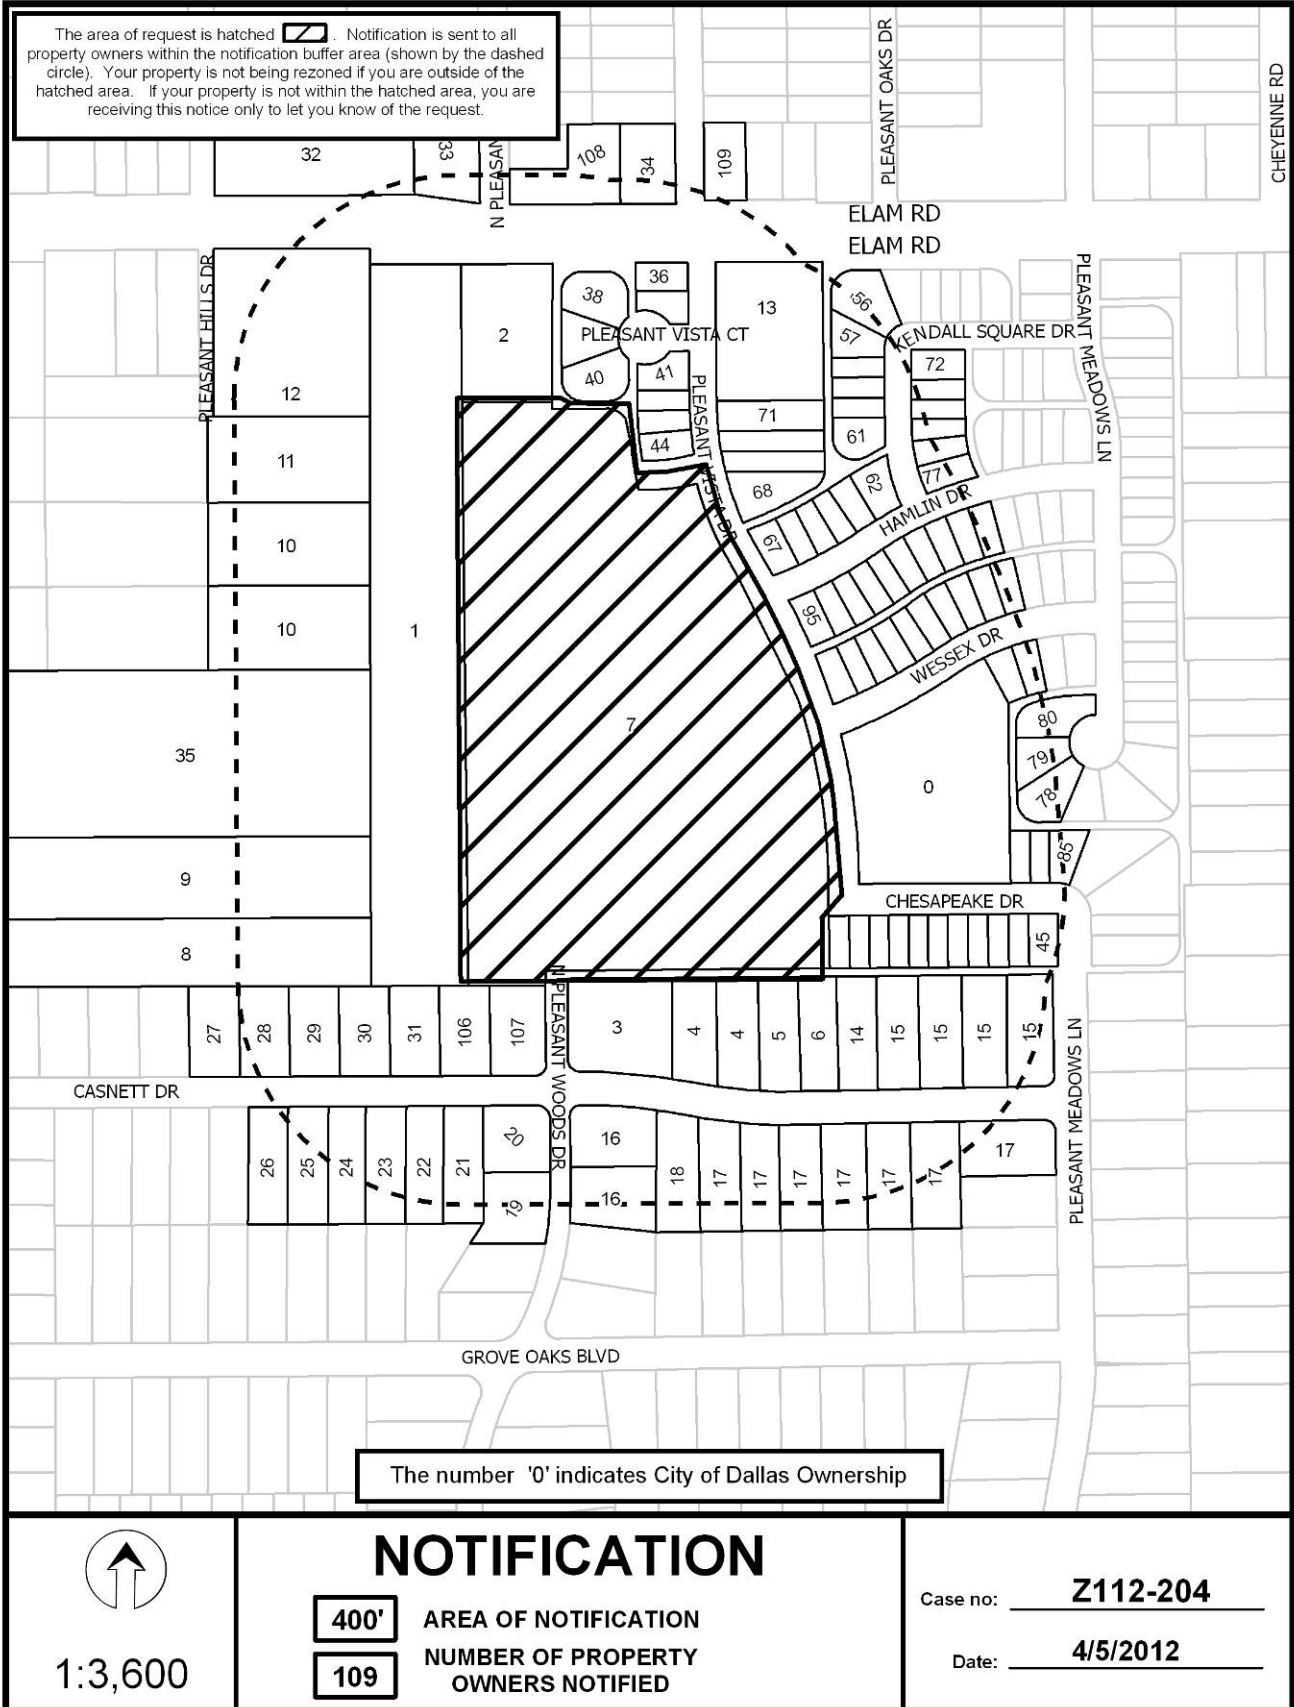 The area of request is hatched . Notification is sent to all
property owners within the notification buffer area (shown by the dashed
circle). Your property is not being rezoned if you are outside of the
hatched area. If your property is not within the hatched area, you are
receiving this notice only to let you know of the request.
PLEASANT OAKS DR
CHEYENNE RD
32
33
N PLEASAN
108
34
109
ELAM RD
ELAM RD
PLEASANT HILLS DR
PLEASANT MEADOWS LN
36
38
2
PLEASANT VISTA CT
13
56
57
KENDALL SQUARE DR
72
12
40
41
PLEASANT VISTA DR
71
61
44
11
68
62
77
HAMLIN DR
10
67
10
1
95
WESSEX DR
7
35
0
80
79
78
85
9
CHESAPEAKE DR
8
45
27
28
29
30
31
106
107
N PLEASANT WOODS DR
3
4
4
5
6
14
15
15
15
15
PLEASANT MEADOWS LN
CASNETT DR
26
25
24
23
22
21
20
19
16
16
18
17
17
17
17
17
17
17
GROVE OAKS BLVD
The number '0' indicates City of Dallas Ownership
1:3,600
NOTIFICATION
400' AREA OF NOTIFICATION
109 NUMBER OF PROPERTY
OWNERS NOTIFIED
Case no: Z112-204
Date: 4/5/2012